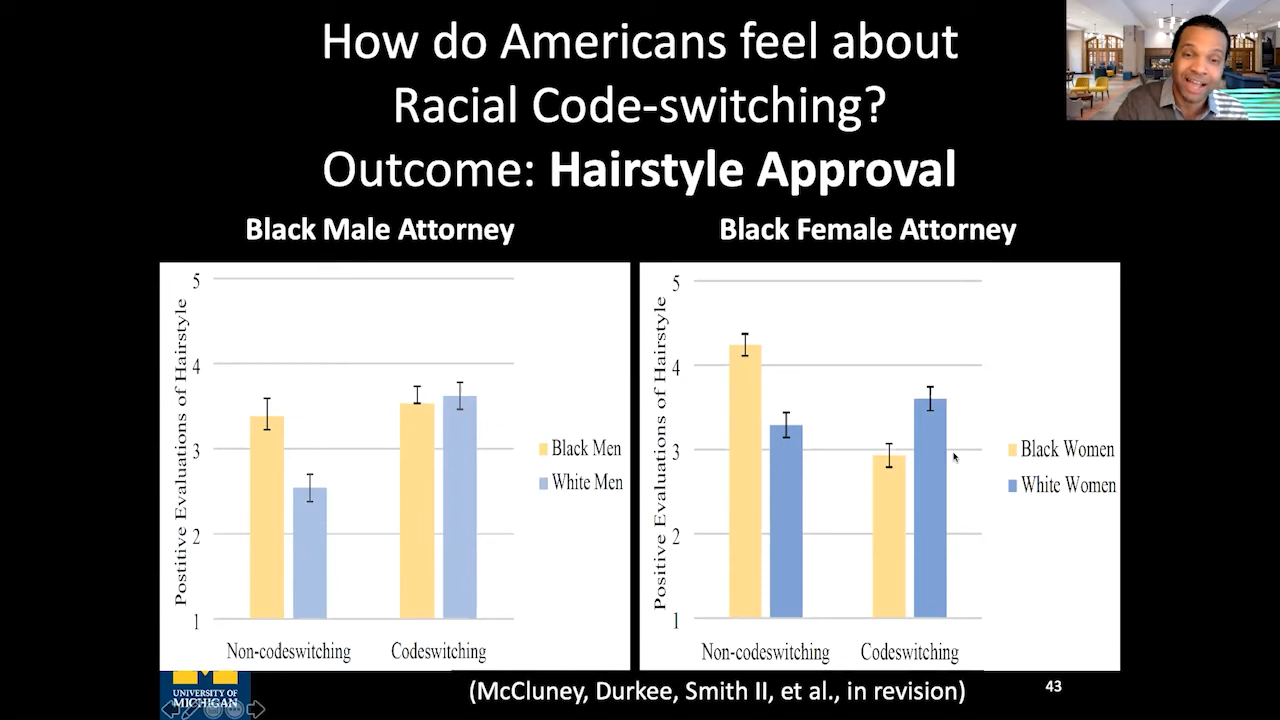 How do Americans feel about
Racial Code-switching?
Outcome: Hairstyle Approval
Black Male Attorney
Postitive Evaluations of Hairstyle
5
4
3
2
1
Non-codeswitching
Codeswitching
Black Men
White Men
Black Female Attorney
Positive Evaluations of Hairstyle
5
4
3
2
1
Non-codeswitching
Codeswitching
Black Women
White Women
UNIVERSITY OF
MICHIGAN
(McCluney, Durkee, Smith II, et al., in revision)
43